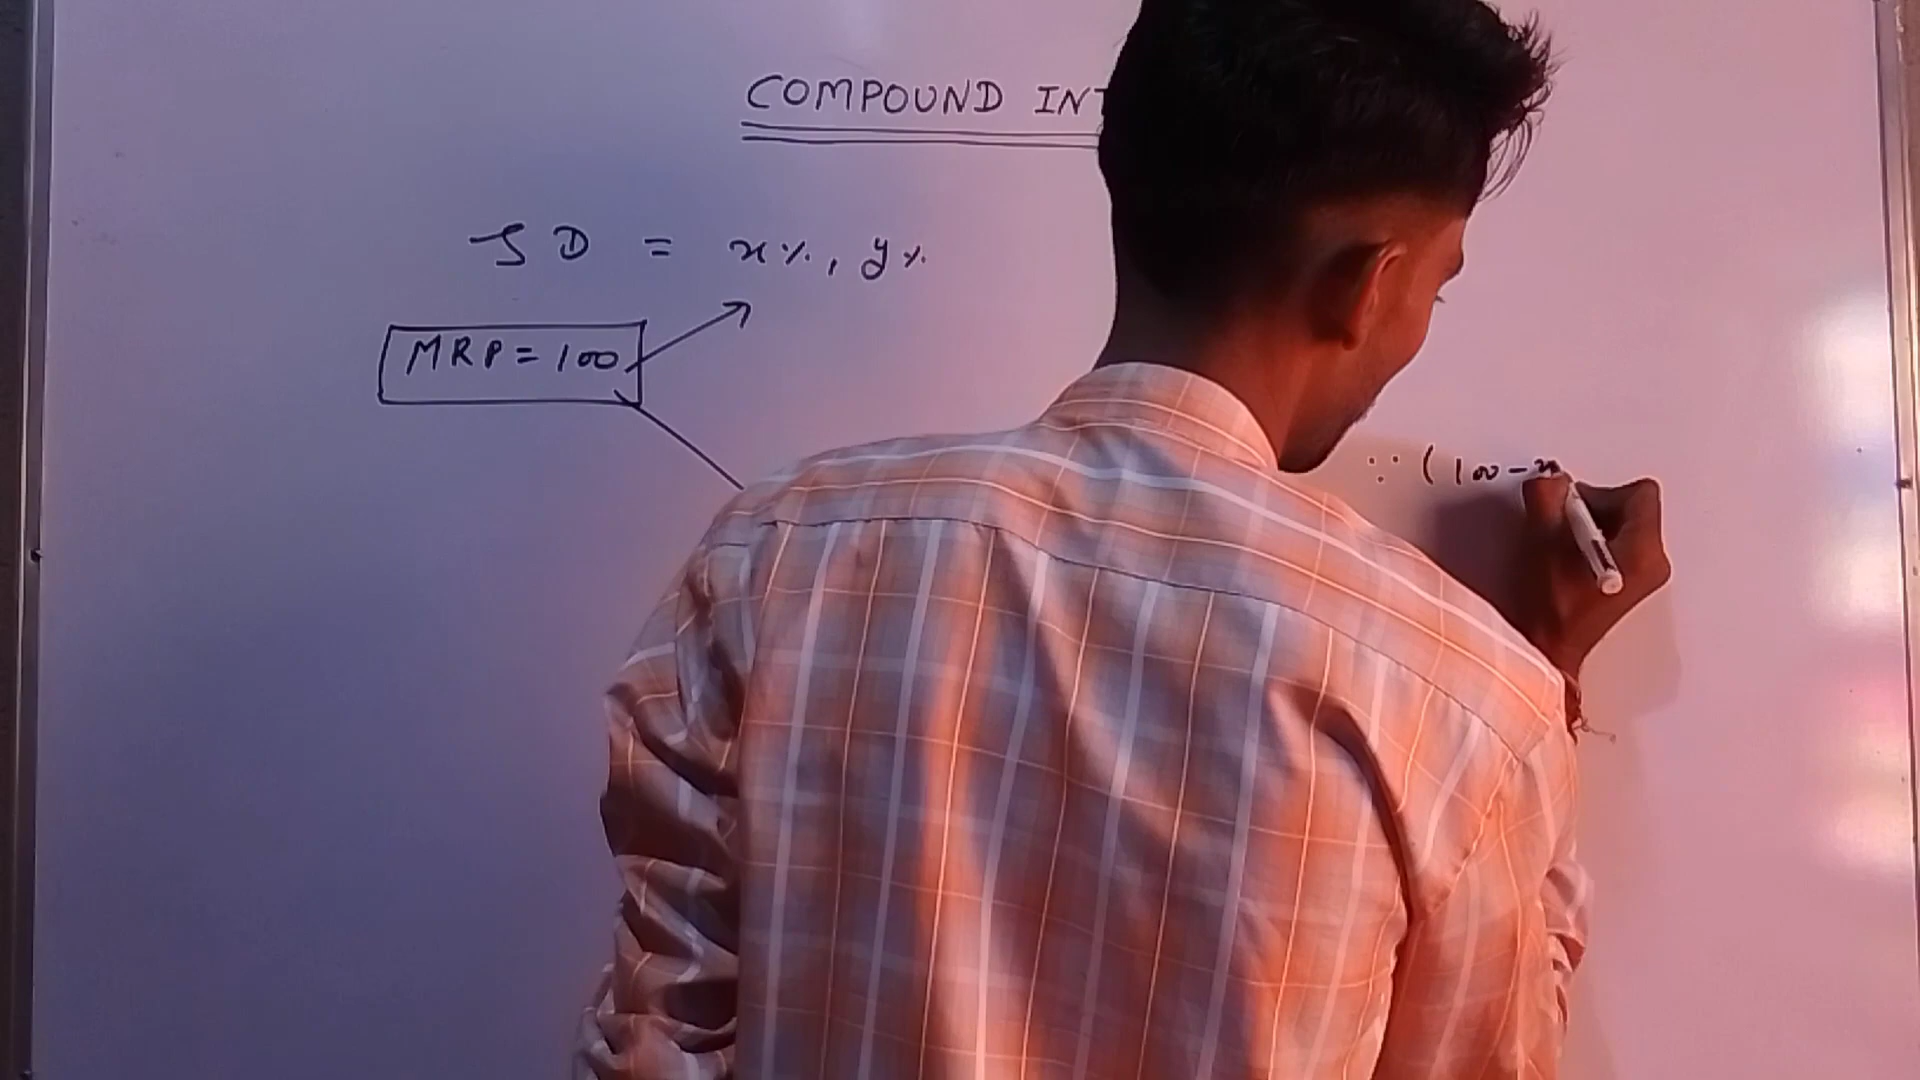 COMPOUND INT
SD = x%, y%
MRP = 100
∵ (100 - x